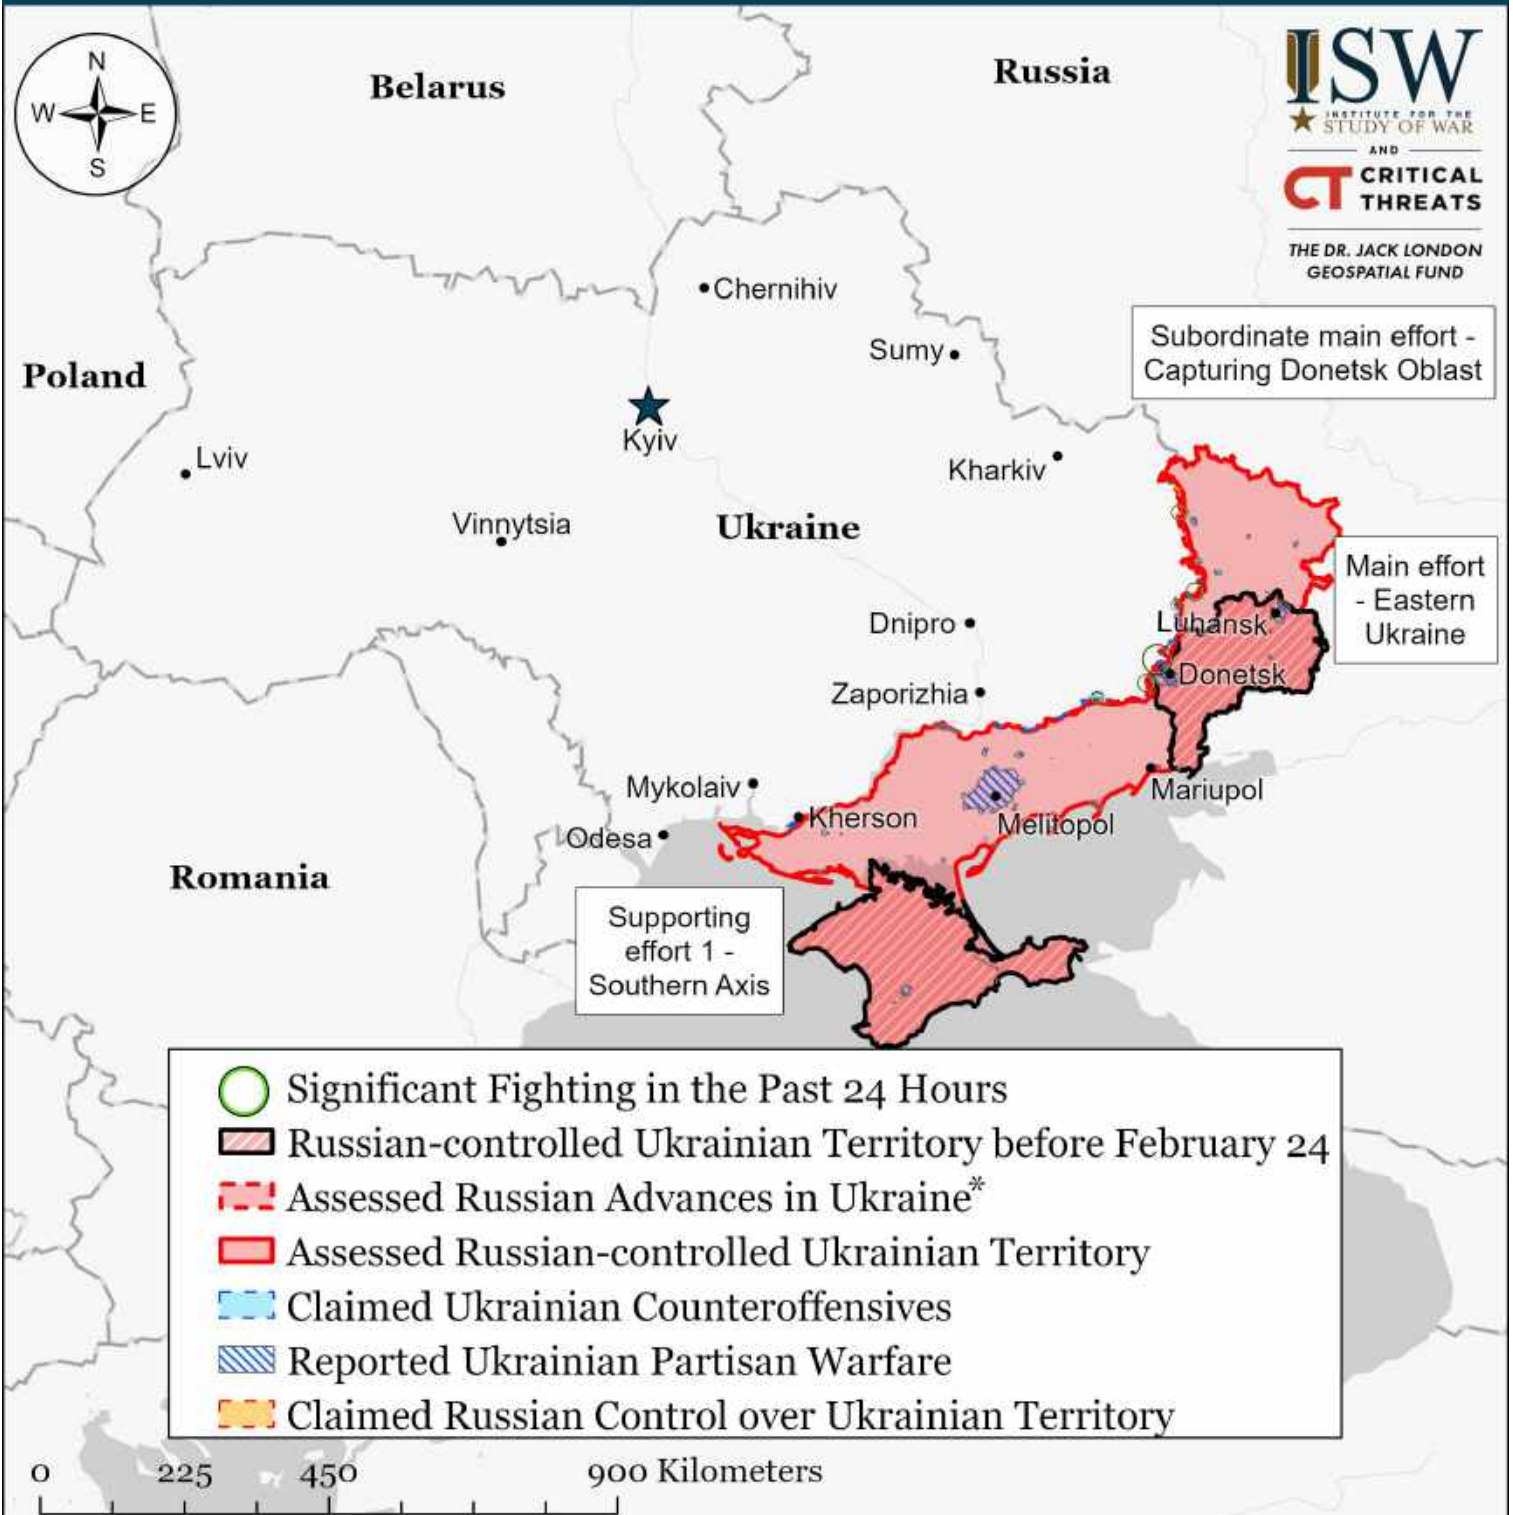 N
W
E
S
Belarus
Russia
ISW
INSTITUTE FOR THE
STUDY OF WAR
AND
CT CRITICAL
THREATS
THE DR. JACK LONDON
GEOSPATIAL FUND
Chernihiv
Subordinate main effort -
Capturing Donetsk Oblast
Sumy
Poland
Kyiv
Lviv
Kharkiv
Vinnytsia
Ukraine
Main effort
- Eastern
Ukraine
Dnipro
Luhansk
Donetsk
Zaporizhia
Mykolaiv
Mariupol
Kherson
Melitopol
Odesa
Romania
Supporting
effort 1 -
Southern Axis
Significant Fighting in the Past 24 Hours
Russian-controlled Ukrainian Territory before February 24
Assessed Russian Advances in Ukraine*
Assessed Russian-controlled Ukrainian Territory
Claimed Ukrainian Counteroffensives
Reported Ukrainian Partisan Warfare
Claimed Russian Control over Ukrainian Territory
0 225 450 900 Kilometers